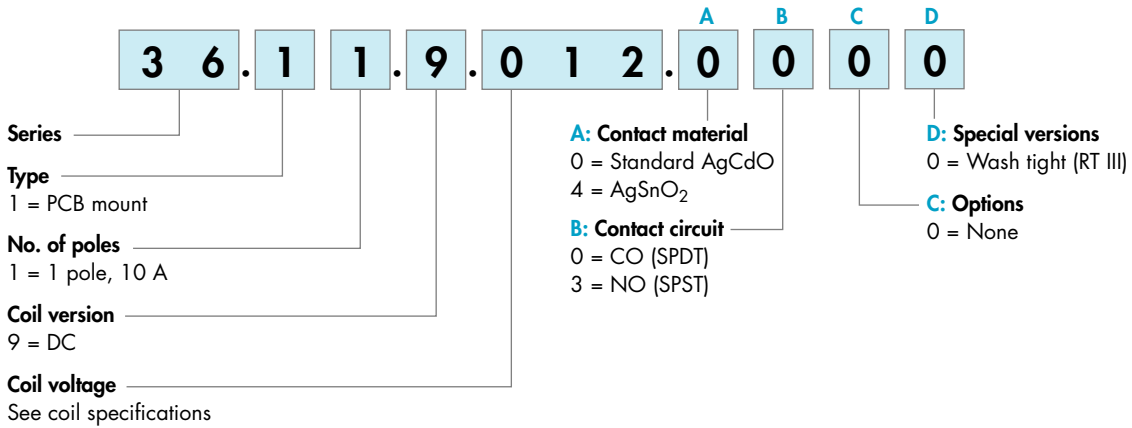 A B C D
3 6 . 1 1 . 9 . 0 1 2 . 0 0 0 0
Series
Type
1 = PCB mount
No. of poles
1 = 1 pole, 10 A
Coil version
9 = DC
Coil voltage
See coil specifications
A: Contact material
0 = Standard AgCdO
4 = AgSnO2
B: Contact circuit
0 = CO (SPDT)
3 = NO (SPST)
D: Special versions
0 = Wash tight (RT III)
C: Options
0 = None